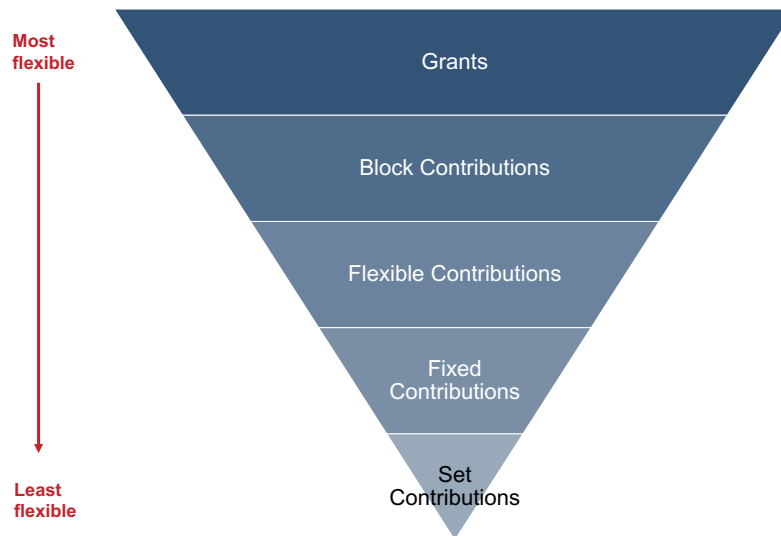 Most
flexible
Grants
Block Contributions
Flexible Contributions
Fixed
Contributions
Set
Contributions
Least
flexible